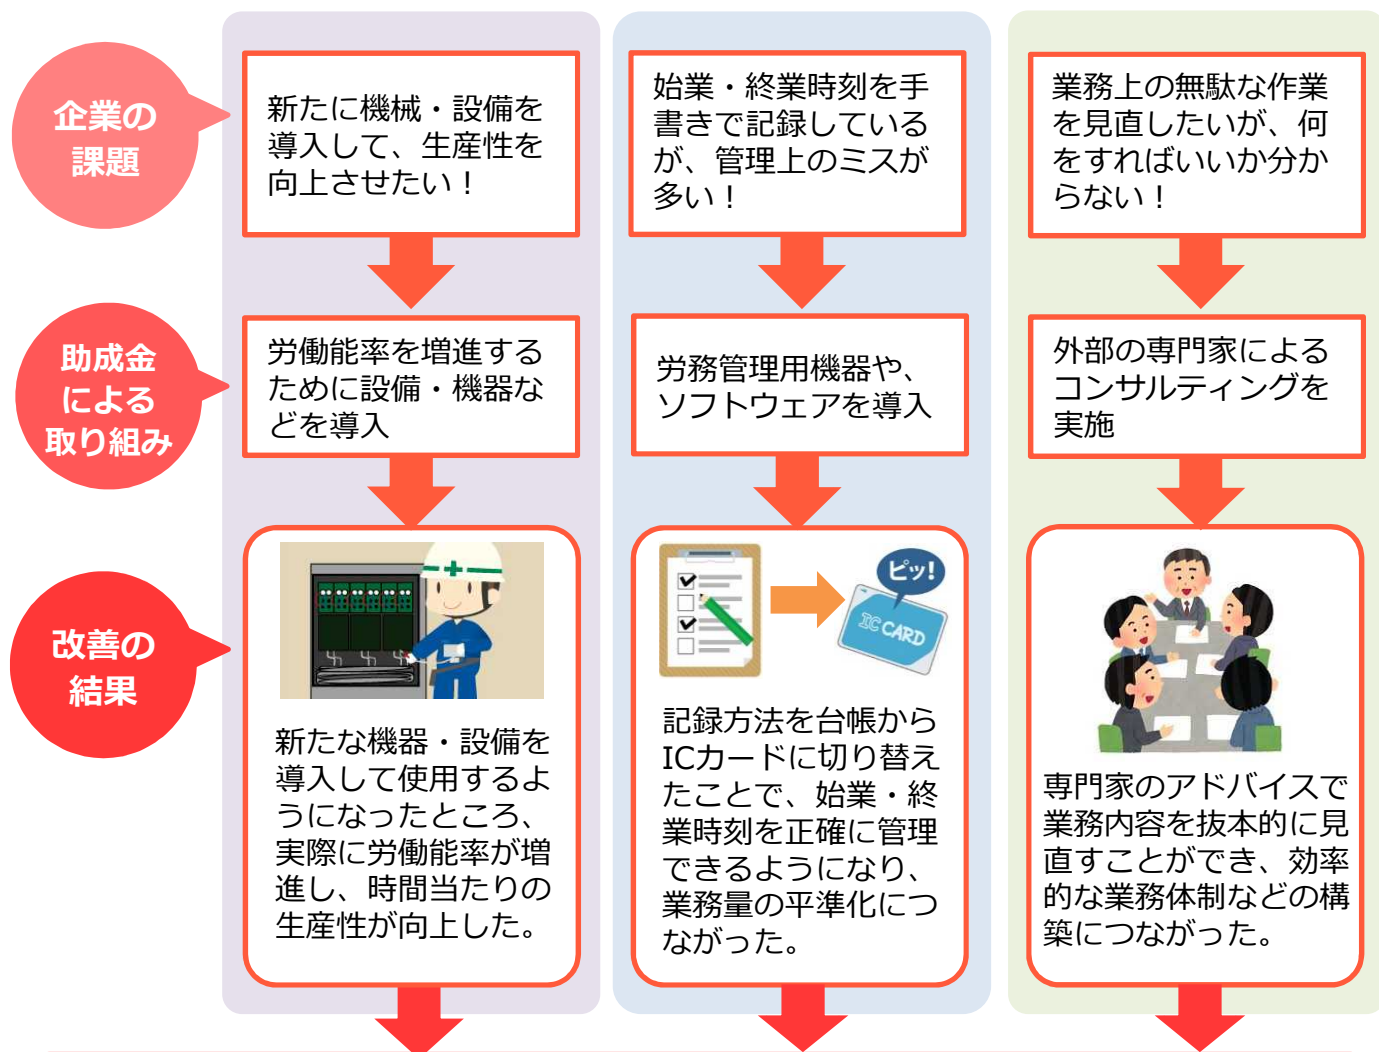 企業の
課題
新たに機械・設備を
導入して、生産性を
向上させたい！
始業・終業時刻を手
書きで記録している
が、管理上のミスが
多い！
業務上の無駄な作業
を見直したいが、何
をすればいいか分か
らない！
助成金
による
取り組み
労働能率を増進する
ために設備・機器な
どを導入
労務管理用機器や、
ソフトウェアを導入
外部の専門家による
コンサルティングを
実施
改善の
結果
新たな機器・設備を
導入して使用するよ
うになったところ、
実際に労働能率が増
進し、時間当たりの
生産性が向上した。
ピッ!
IC CARD
記録方法を台帳から
ICカードに切り替え
たことで、始業・終
業時刻を正確に管理
できるようになり、
業務量の平準化につ
ながった。
専門家のアドバイスで
業務内容を抜本的に見
直すことができ、効率
的な業務体制などの構
築につながった。